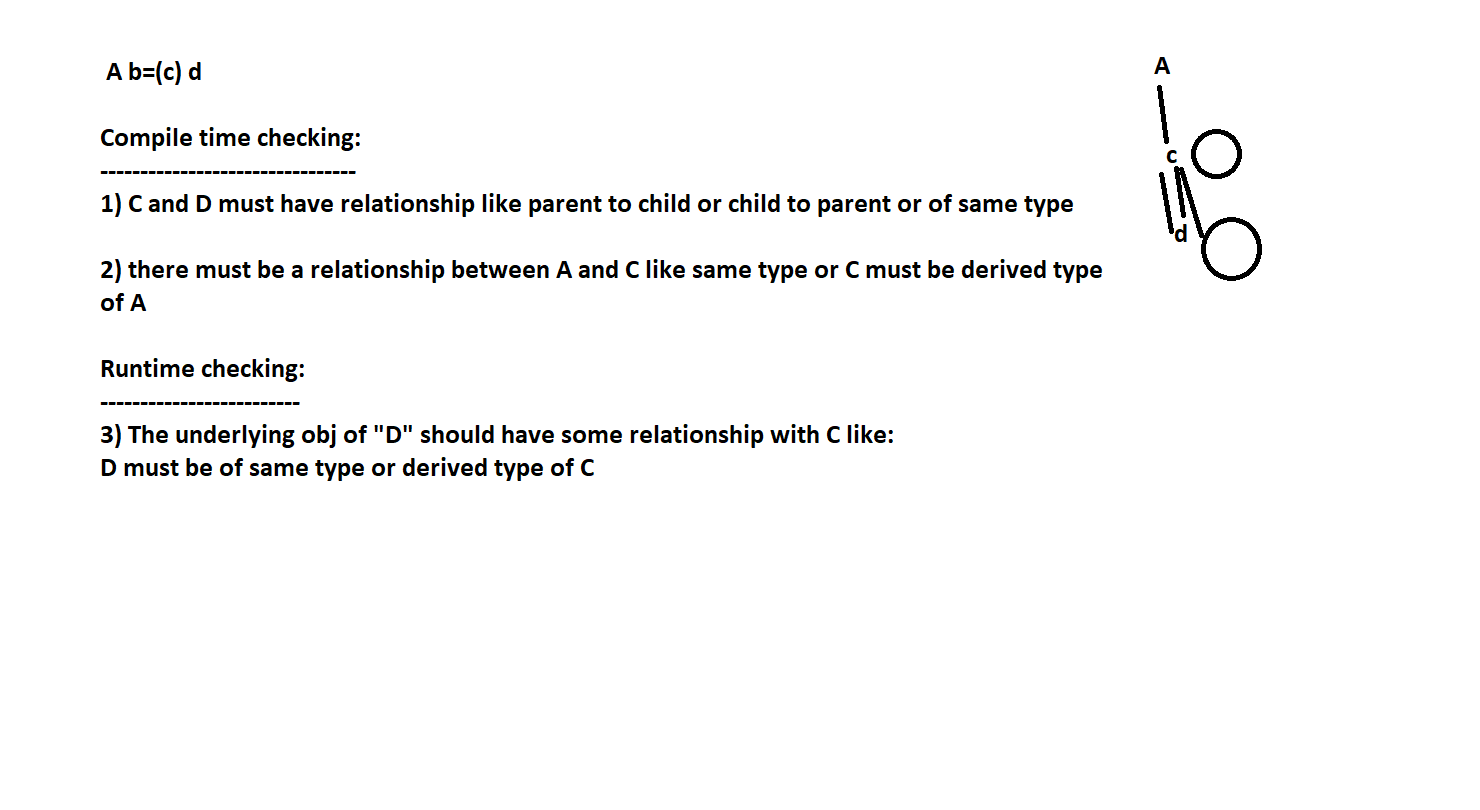 A b=(c) d
Compile time checking:
--------------------------------
1) C and D must have relationship like parent to child or child to parent or of same type
2) there must be a relationship between A and C like same type or C must be derived type
of A
Runtime checking:
-------------------------
3) The underlying obj of "D" should have some relationship with C like:
D must be of same type or derived type of C
A
c
d